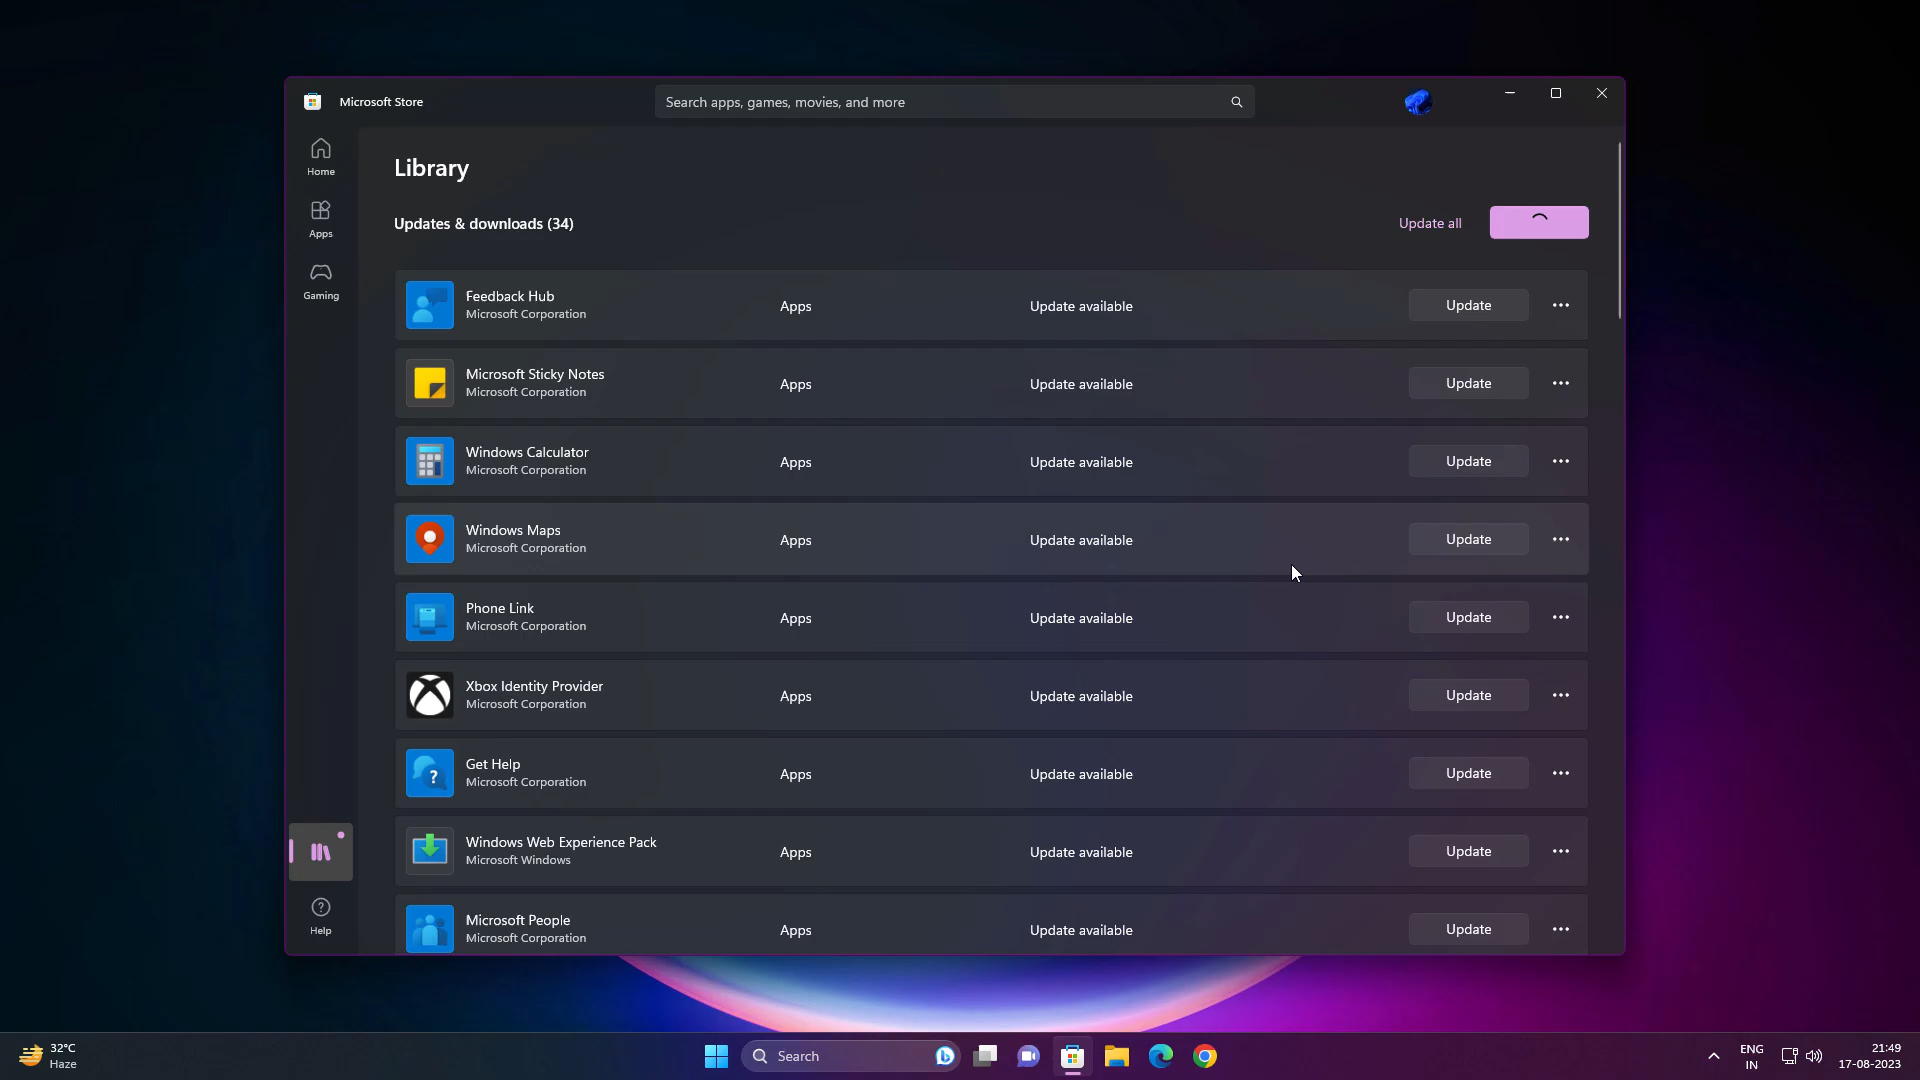 Microsoft Store
Search apps, games, movies, and more
Home
Apps
Gaming
Library
Updates & downloads (34)
Update all
Feedback Hub
Microsoft Corporation
Apps
Update available
Update
Microsoft Sticky Notes
Microsoft Corporation
Apps
Update available
Update
Windows Calculator
Microsoft Corporation
Apps
Update available
Update
Windows Maps
Microsoft Corporation
Apps
Update available
Update
Phone Link
Microsoft Corporation
Apps
Update available
Update
Xbox Identity Provider
Microsoft Corporation
Apps
Update available
Update
Get Help
Microsoft Corporation
Apps
Update available
Update
Windows Web Experience Pack
Microsoft Windows
Apps
Update available
Update
Microsoft People
Microsoft Corporation
Apps
Update available
Update
Help
32°C
Haze
Search
ENG
IN
21:49
17-08-2023